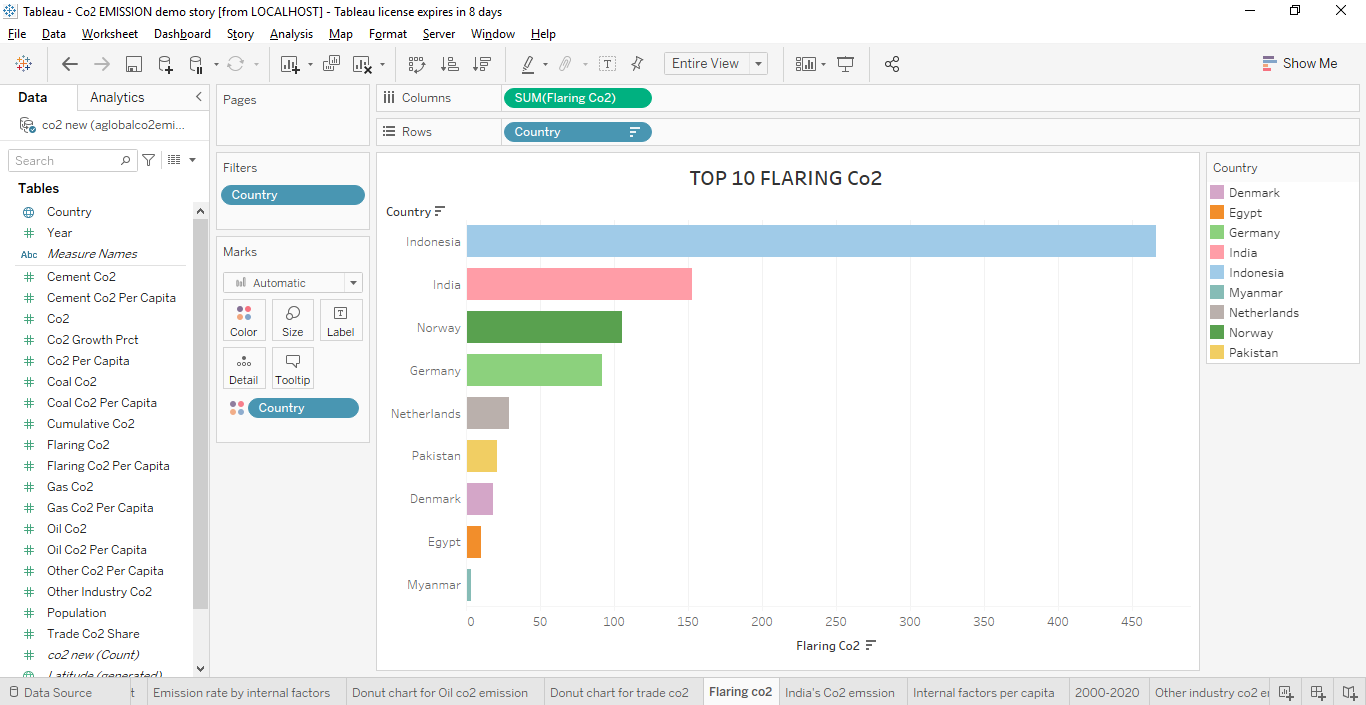 Tableau - Co2 EMISSION demo story [from LOCALHOST] - Tableau license expires in 8 days
File Data Worksheet Dashboard Story Analysis Map Format Server Window Help
Entire View
Show Me
Data Analytics
co2 new (aglobalco2emi...
Search
Tables
Country
Year
Abc Measure Names
Cement Co2
Cement Co2 Per Capita
Co2
Co2 Growth Prct
Co2 Per Capita
Coal Co2
Coal Co2 Per Capita
Cumulative Co2
Flaring Co2
Flaring Co2 Per Capita
Gas Co2
Gas Co2 Per Capita
Oil Co2
Oil Co2 Per Capita
Other Co2 Per Capita
Other Industry Co2
Population
Trade Co2 Share
co2 new (Count)
Latitude (generated)
Pages
Filters
Country
Marks
Automatic
Color Size Label
Detail Tooltip
Country
Columns SUM(Flaring Co2)
Rows Country
TOP 10 FLARING Co2
Country
Indonesia
India
Norway
Germany
Netherlands
Pakistan
Denmark
Egypt
Myanmar
0 50 100 150 200 250 300 350 400 450
Flaring Co2
Country
Denmark
Egypt
Germany
India
Indonesia
Myanmar
Netherlands
Norway
Pakistan
Data Source t Emission rate by internal factors Donut chart for Oil co2 emission Donut chart for trade co2 Flaring co2 India's Co2 emssion Internal factors per capita 2000-2020 Other industry co2 er